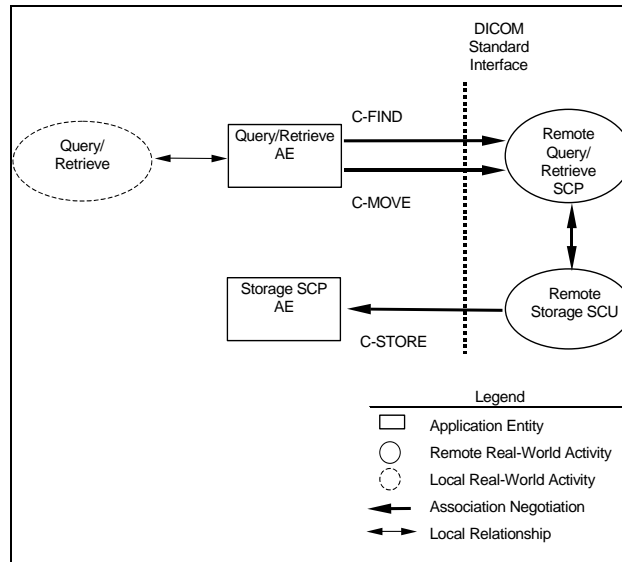 DICOM
Standard
Interface
C-FIND
Query/
Retrieve
Query/Retrieve
AE
Remote
Query/
Retrieve
SCP
C-MOVE
Storage SCP
AE
Remote
Storage SCU
C-STORE
Legend
Application Entity
Remote Real-World Activity
Local Real-World Activity
Association Negotiation
Local Relationship